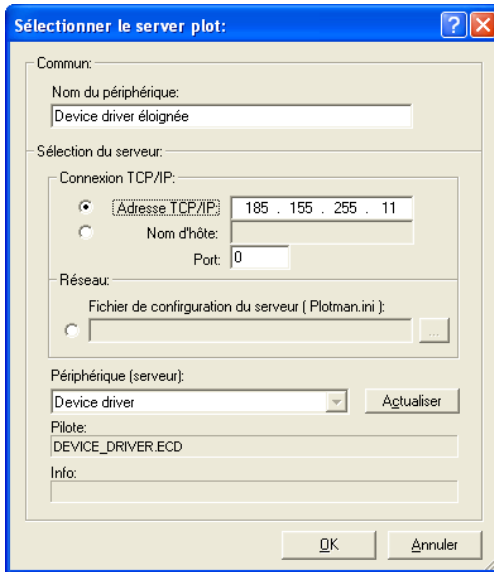 Sélectionner le server plot:
Commun:
Nom du périphérique:
Device driver éloignée
Sélection du serveur:
Connexion TCP/IP:
Adresse TCP/IP: 185 . 155 . 255 . 11
Nom d'hôte:
Port: 0
Réseau:
Fichier de confirguration du serveur ( Plotman.ini ):
...
Périphérique (serveur):
Device driver Actualiser
Pilote:
DEVICE_DRIVER.ECD
Info:
OK Annuler